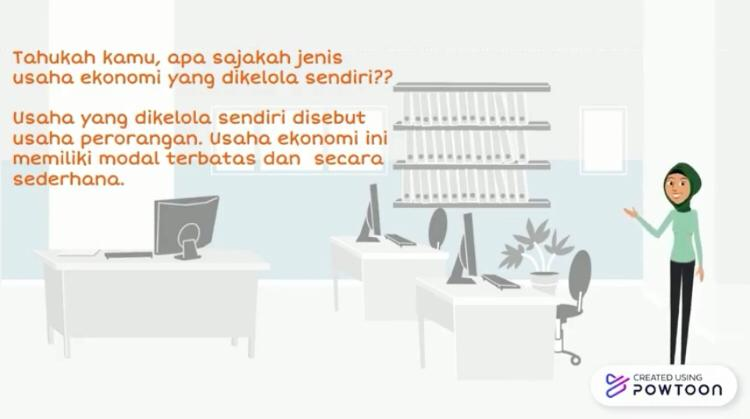 Tahukah kamu, apa sajakah jenis
usaha ekonomi yang dikelola sendiri??
Usaha yang dikelola sendiri disebut
usaha perorangan. Usaha ekonomi ini
memiliki modal terbatas dan  secara
sederhana.
CREATED USING
POWTOON